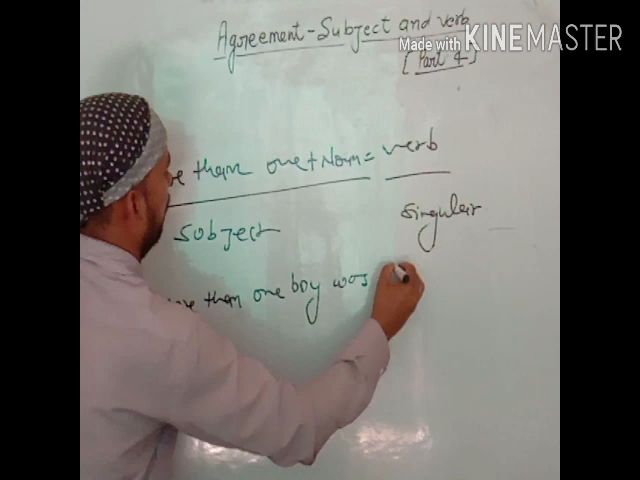 Agreement-Subject and verb
Made with KINEMASTER
[Part 4]
than one + Noun = verb
Subject
singular
than one boy was